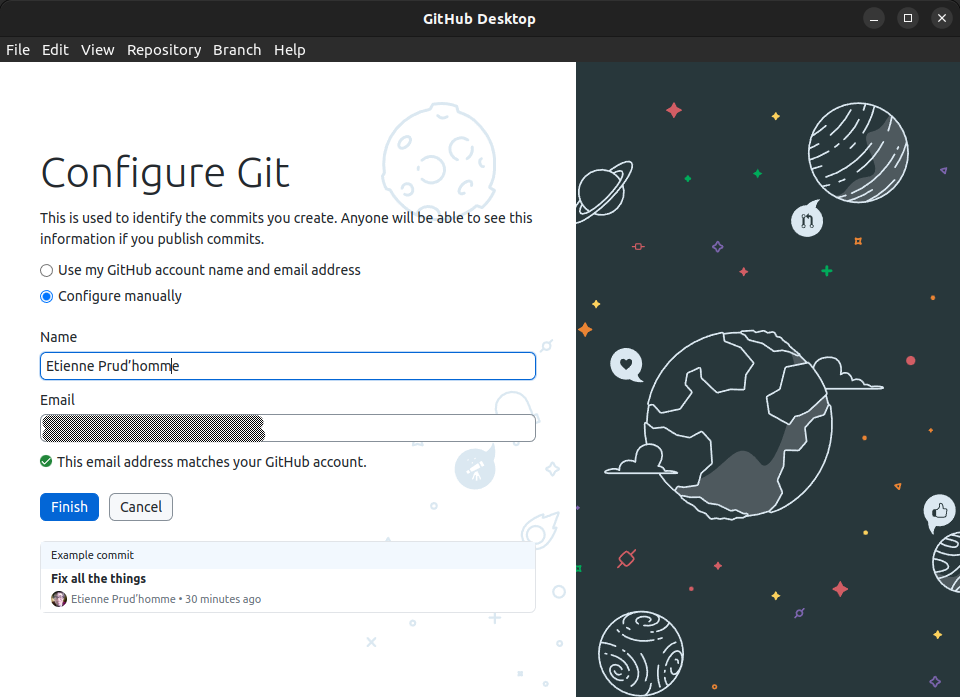 GitHub Desktop
File Edit View Repository Branch Help
Configure Git
This is used to identify the commits you create. Anyone will be able to see this
information if you publish commits.
Use my GitHub account name and email address
Configure manually
Name
Etienne Prud’homme
Email
This email address matches your GitHub account.
Finish Cancel
Example commit
Fix all the things
Etienne Prud’homme • 30 minutes ago